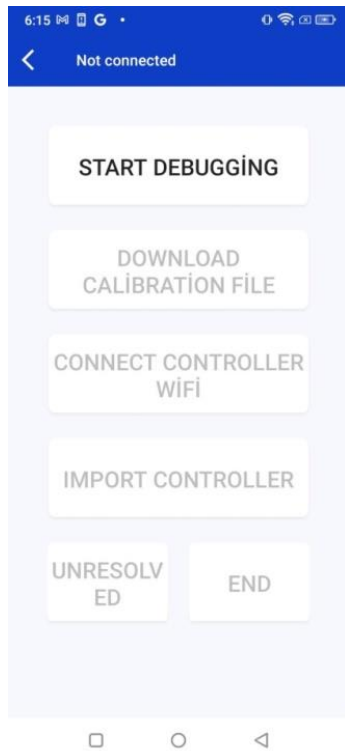 6:15 G
Not connected
START DEBUGGİNG
DOWNLOAD
CALİBRATİON FİLE
CONNECT CONTROLLER
WİFİ
IMPORT CONTROLLER
UNRESOLV
ED
END